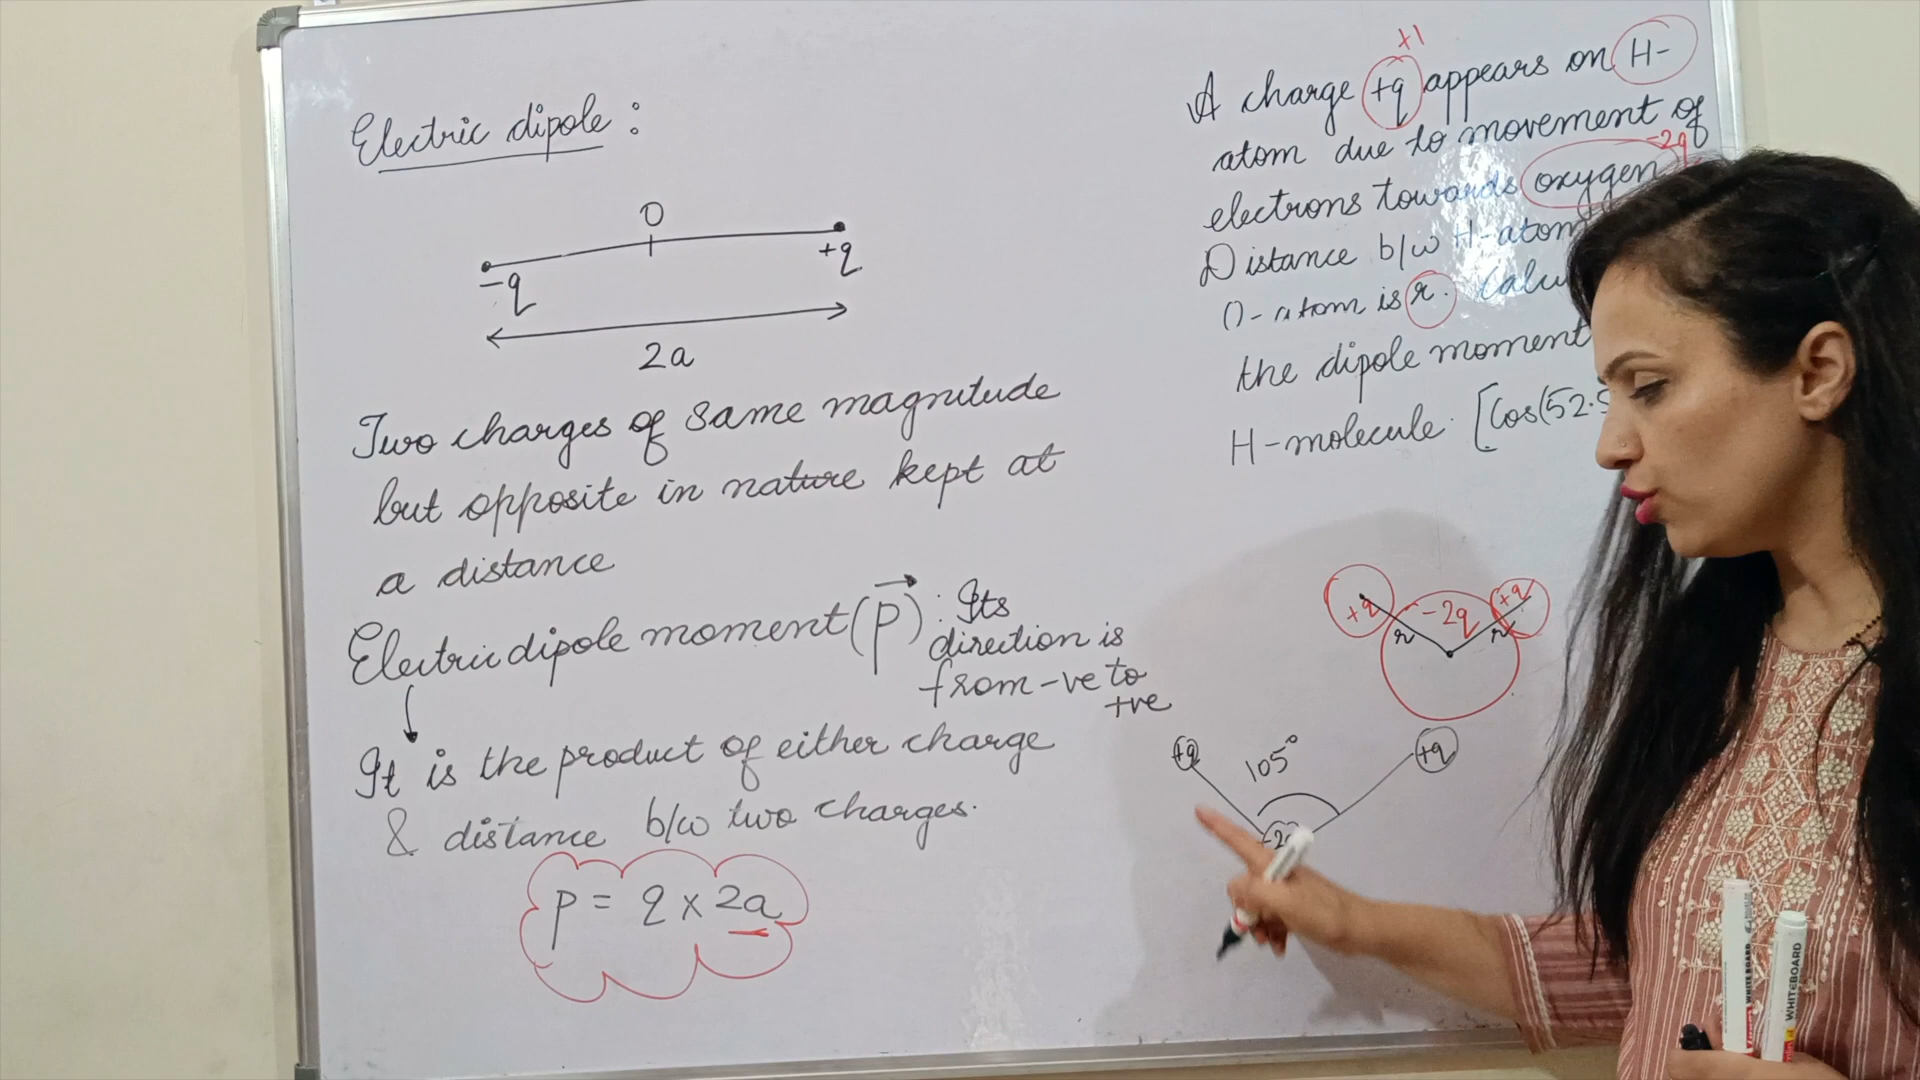 Electric dipole :
O
-q
+q
2a
Two charges of same magnitude
but opposite in nature kept at
a distance
Electric dipole moment (p) : Its
direction is
from -ve to
+ve
It is the product of either charge
& distance b/w two charges.
p = q x 2a
+1
A charge +q appears on H-
atom due to movement of
-2q
electrons towards oxygen
Distance b/w H-atom
O-atom is r.
the dipole moment
H-molecule. [Cos(52.5
+q
-2q
+q
r
r
+q
105°
+q
WHITEBOARD
WHITEBOARD